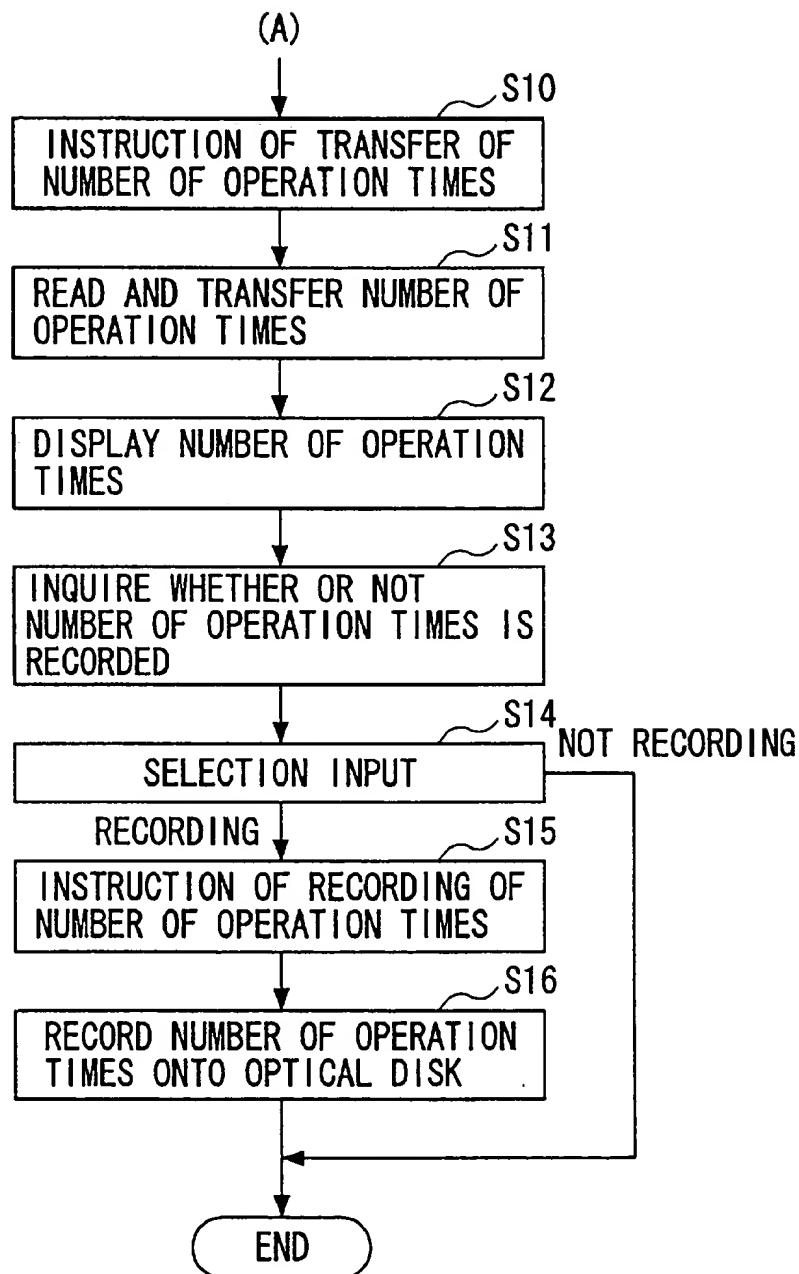 (A)
S10
INSTRUCTION OF TRANSFER OF
NUMBER OF OPERATION TIMES
S11
READ AND TRANSFER NUMBER OF
OPERATION TIMES
S12
DISPLAY NUMBER OF OPERATION
TIMES
S13
INQUIRE WHETHER OR NOT
NUMBER OF OPERATION TIMES IS
RECORDED
S14
NOT RECORDING
SELECTION INPUT
RECORDING
S15
INSTRUCTION OF RECORDING OF
NUMBER OF OPERATION TIMES
S16
RECORD NUMBER OF OPERATION
TIMES ONTO OPTICAL DISK
END